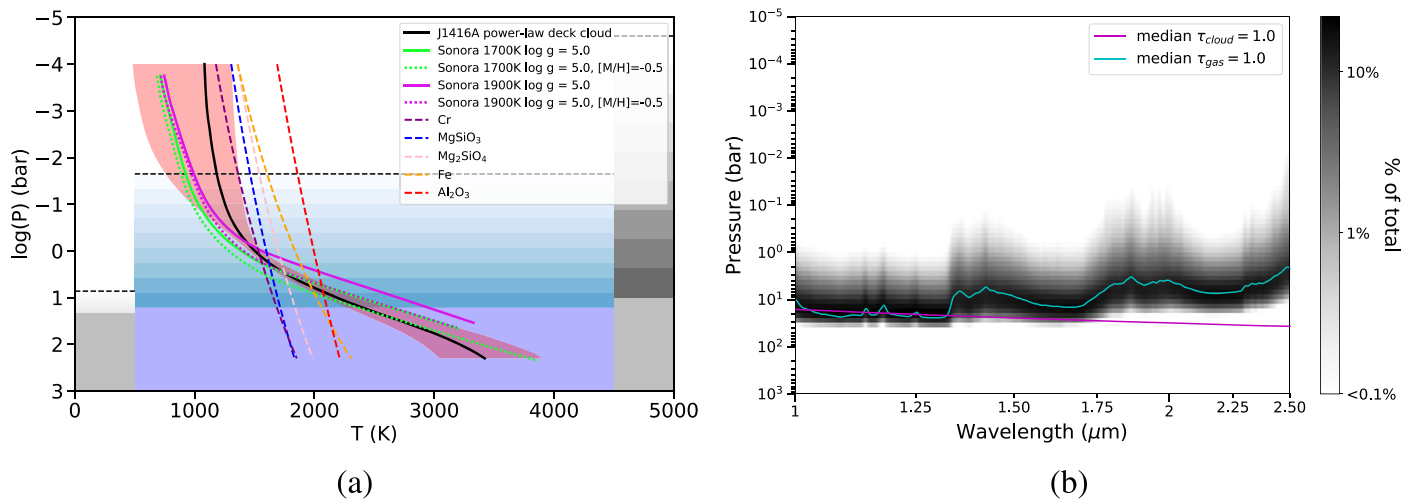 −5
−4
−3
−2
−1
0
1
2
3
log(P) (bar)
0
1000
2000
3000
4000
5000
T (K)
J1416A power-law deck cloud
Sonora 1700K log g = 5.0
Sonora 1700K log g = 5.0, [M/H]=-0.5
Sonora 1900K log g = 5.0
Sonora 1900K log g = 5.0, [M/H]=-0.5
Cr
MgSiO₃
Mg₂SiO₄
Fe
Al₂O₃
(a)
10⁻⁵
10⁻⁴
10⁻³
10⁻²
10⁻¹
10⁰
10¹
10²
10³
Pressure (bar)
1
1.25
1.50
1.75
2
2.25
2.50
Wavelength (μm)
median τ_cloud = 1.0
median τ_gas = 1.0
10%
1%
<0.1%
% of total
(b)